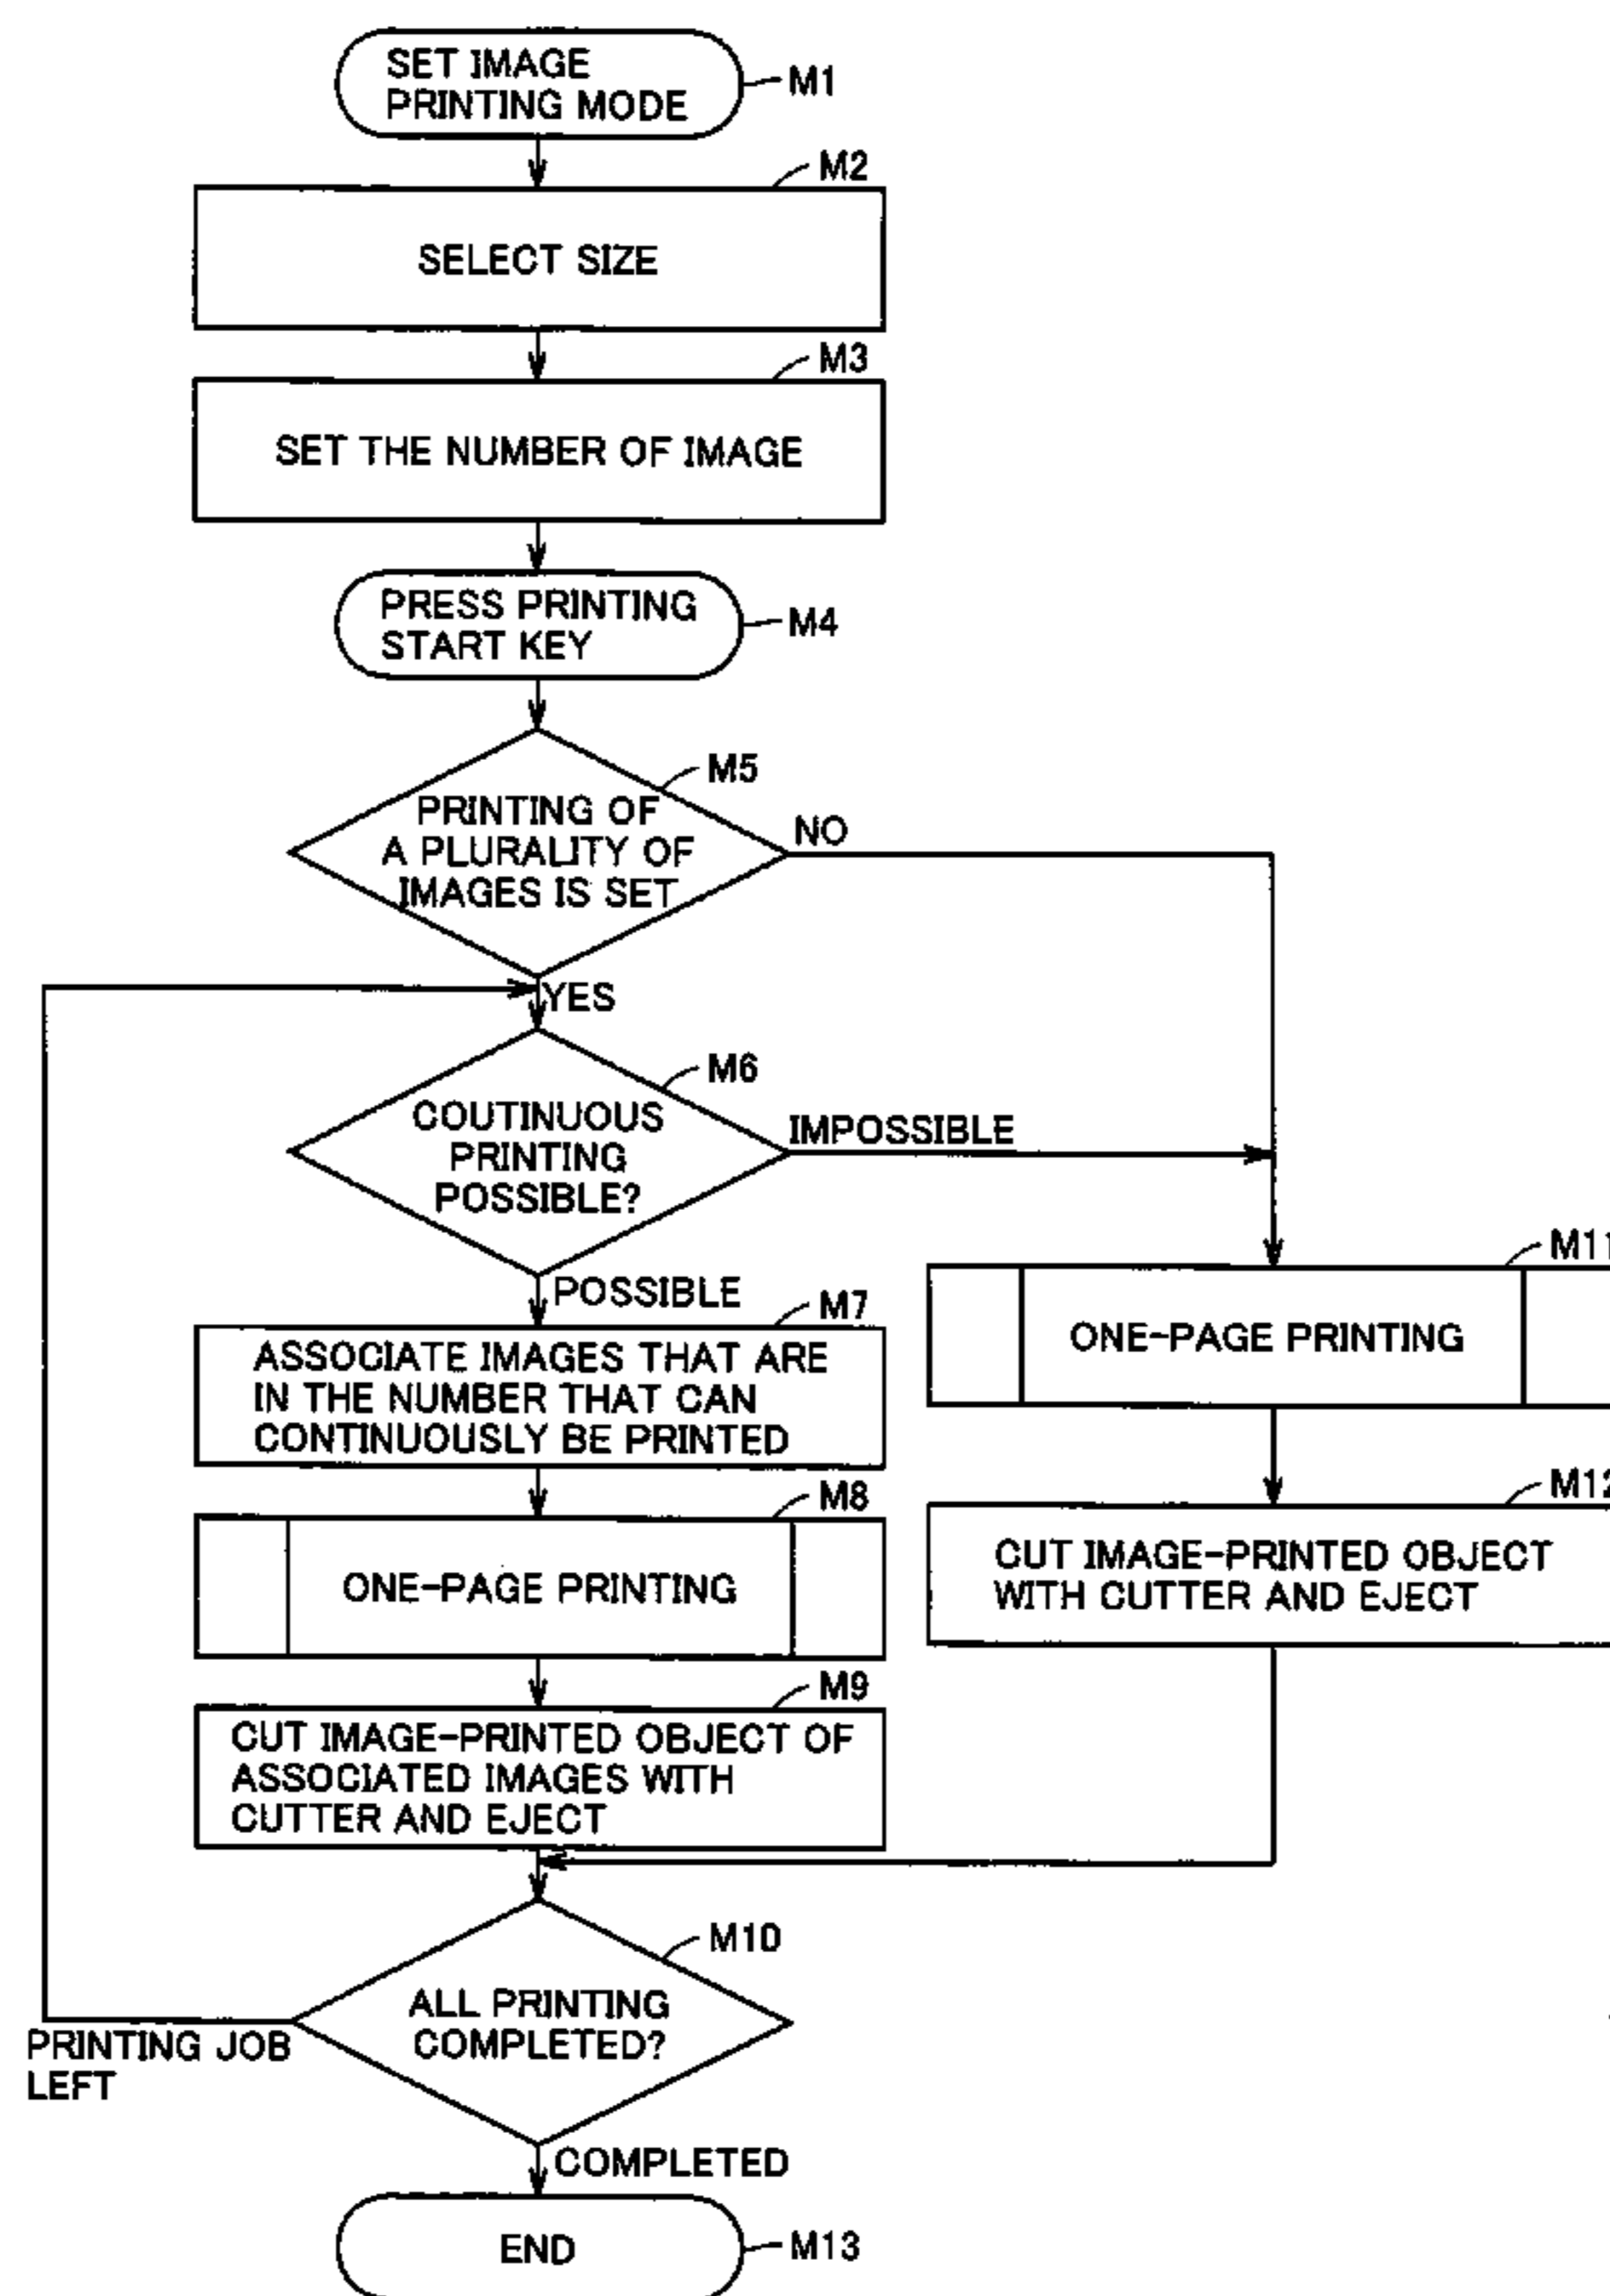 SET IMAGE
PRINTING MODE
M1
M2
SELECT SIZE
M3
SET THE NUMBER OF IMAGE
PRESS PRINTING
START KEY
M4
M5
PRINTING OF
A PLURALITY OF
IMAGES IS SET
NO
YES
M6
COUTINUOUS
PRINTING
POSSIBLE?
IMPOSSIBLE
POSSIBLE
M7
ASSOCIATE IMAGES THAT ARE
IN THE NUMBER THAT CAN
CONTINUOUSLY BE PRINTED
M8
ONE-PAGE PRINTING
M9
CUT IMAGE-PRINTED OBJECT OF
ASSOCIATED IMAGES WITH
CUTTER AND EJECT
M11
ONE-PAGE PRINTING
M12
CUT IMAGE-PRINTED OBJECT
WITH CUTTER AND EJECT
M10
ALL PRINTING
COMPLETED?
PRINTING JOB
LEFT
COMPLETED
END
M13